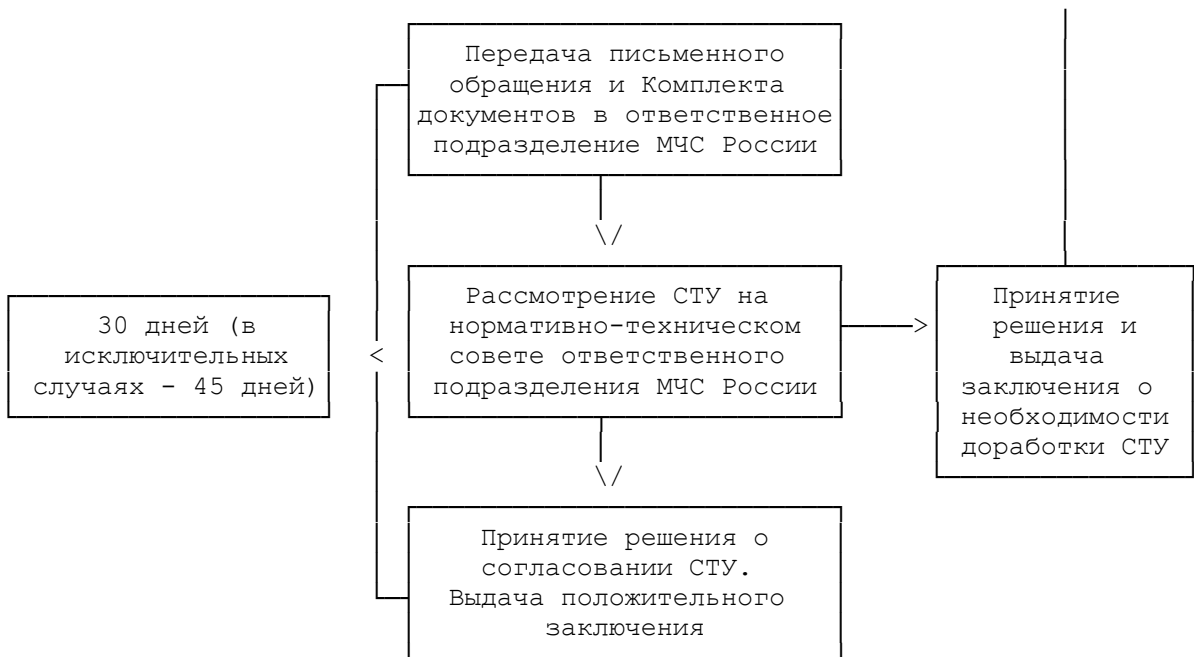 Передача письменного
обращения и Комплекта
документов в ответственное
подразделение МЧС России
\/
30 дней (в
исключительных
случаях - 45 дней)
<
Рассмотрение СТУ на
нормативно-техническом
совете ответственного
подразделения МЧС России
>
Принятие
решения и
выдача
заключения о
необходимости
доработки СТУ
\/
Принятие решения о
согласовании СТУ.
Выдача положительного
заключения